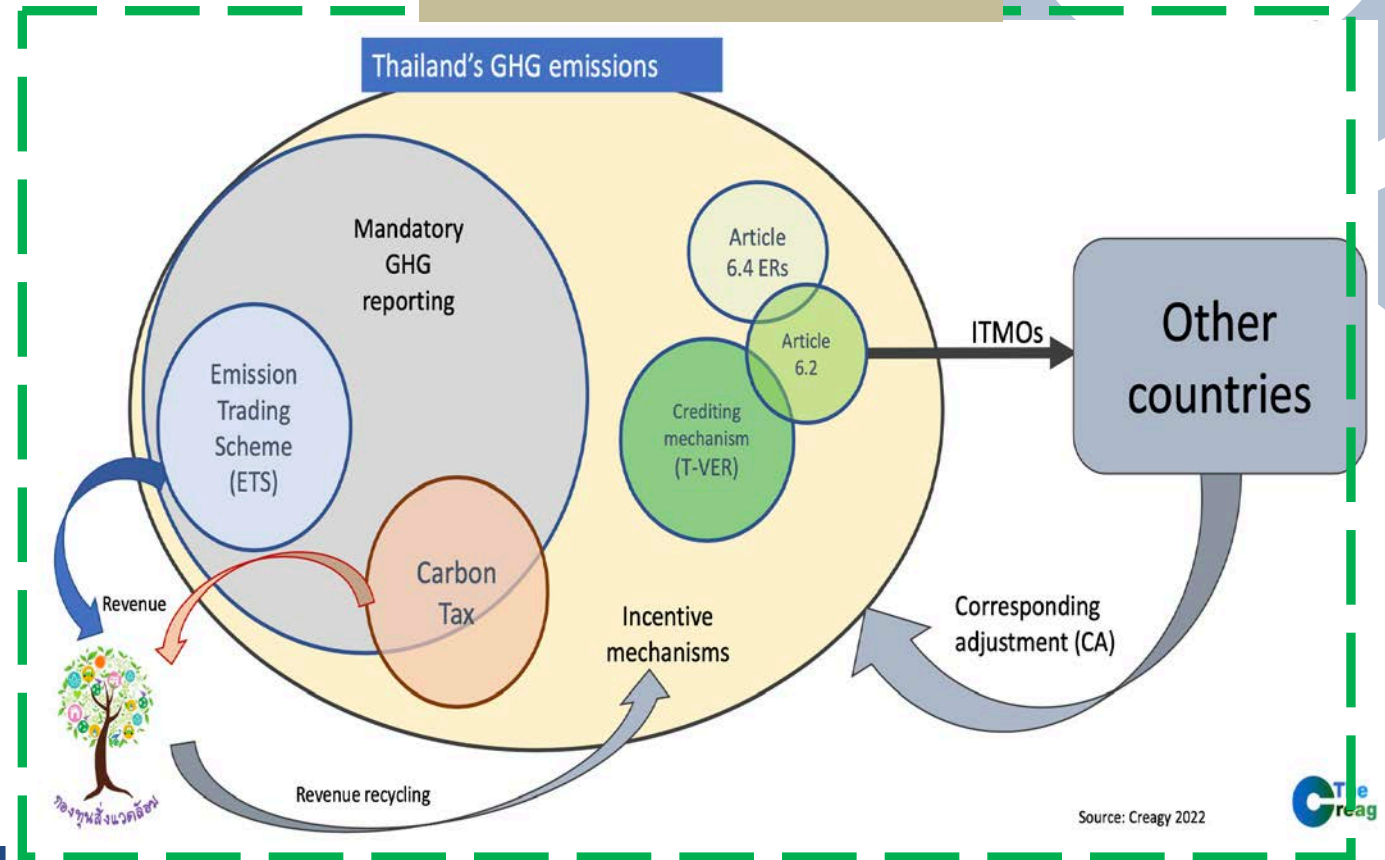 Thailand's GHG emissions
Mandatory
GHG
reporting
Emission
Trading
Scheme
(ETS)
Carbon
Tax
Article
6.4 ERs
Article
6.2
Crediting
mechanism
(T-VER)
Incentive
mechanisms
ITMOs
Other
countries
Corresponding
adjustment (CA)
Revenue
Revenue recycling
กองทุนสิ่งแวดล้อม
Source: Creagy 2022